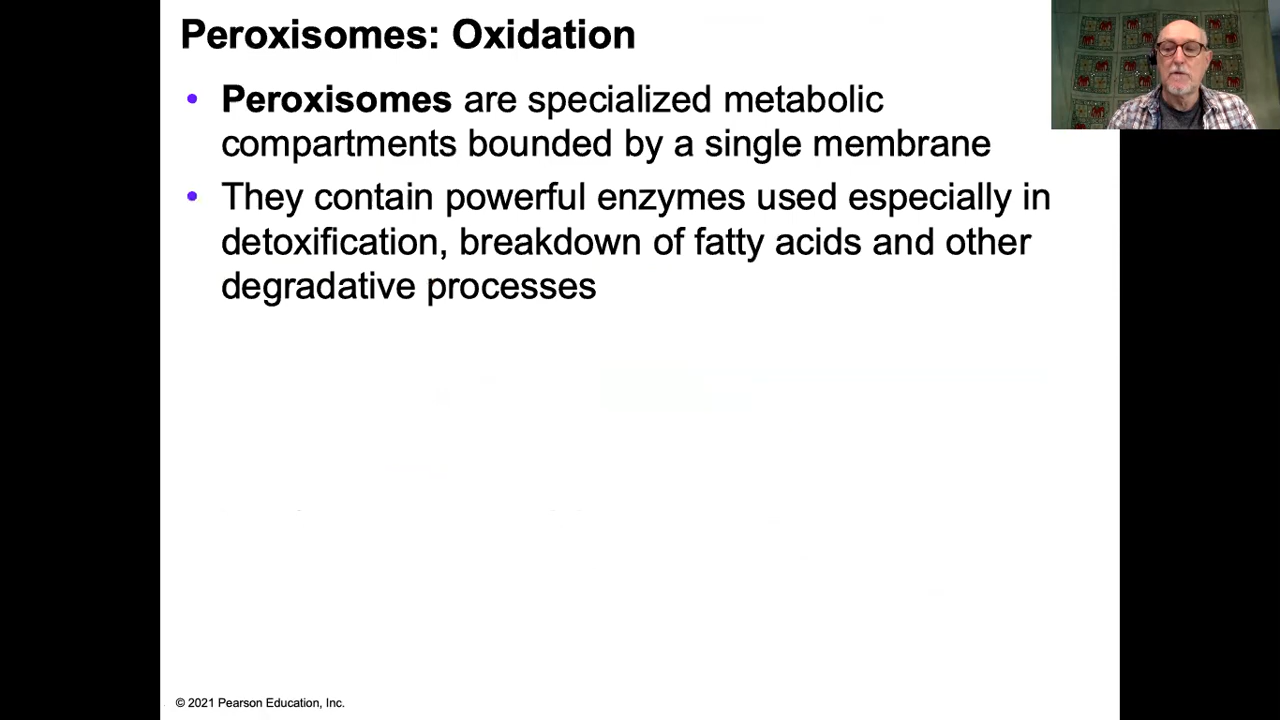 Peroxisomes: Oxidation
• Peroxisomes are specialized metabolic
compartments bounded by a single membrane
• They contain powerful enzymes used especially in
detoxification, breakdown of fatty acids and other
degradative processes
© 2021 Pearson Education, Inc.